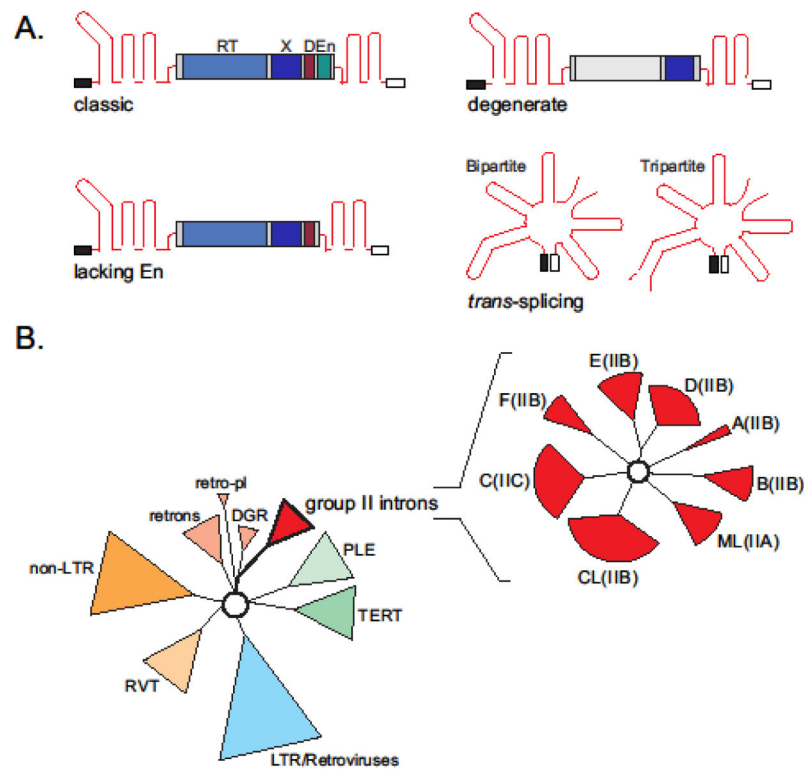 A.
RT X D En
classic
degenerate
lacking En
Bipartite
Tripartite
trans-splicing
B.
E(IIB)
D(IIB)
F(IIB)
A(IIB)
C(IIC)
B(IIB)
ML(IIA)
CL(IIB)
retro-pl
group II introns
retrons
DGR
PLE
non-LTR
TERT
RVT
LTR/Retroviruses